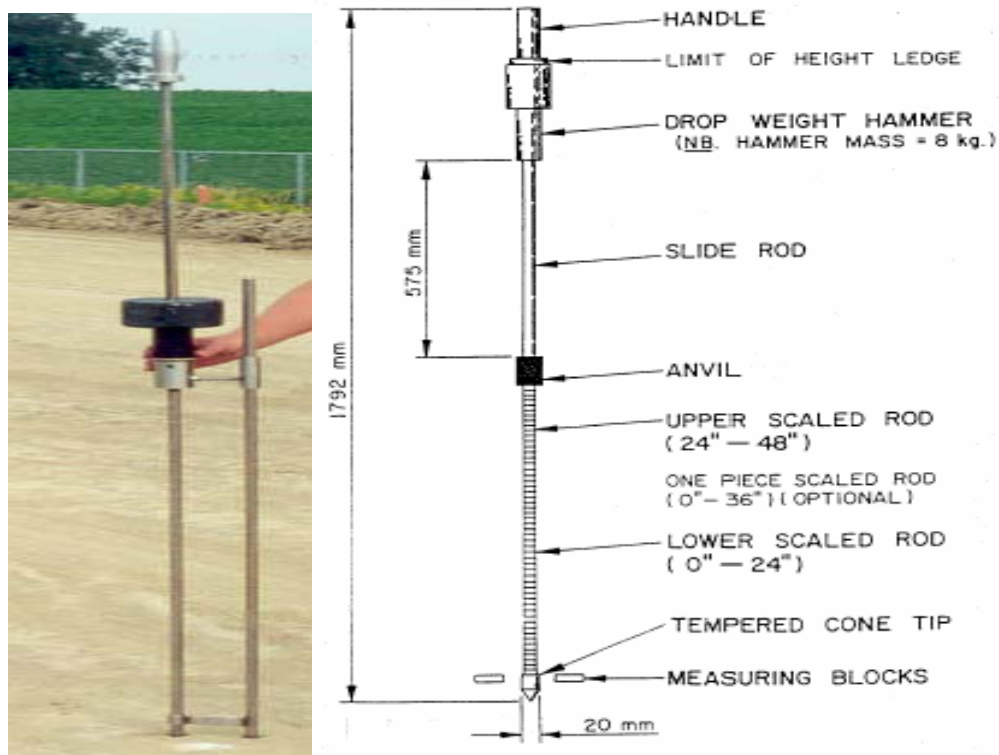 HANDLE
LIMIT OF HEIGHT LEDGE
DROP WEIGHT HAMMER
(NB. HAMMER MASS = 8 kg.)
575 mm
SLIDE ROD
1792 mm
ANVIL
UPPER SCALED ROD
(24" — 48")
ONE PIECE SCALED ROD
(0"– 36") (OPTIONAL)
LOWER SCALED ROD
(0" — 24")
TEMPERED CONE TIP
MEASURING BLOCKS
20 mm